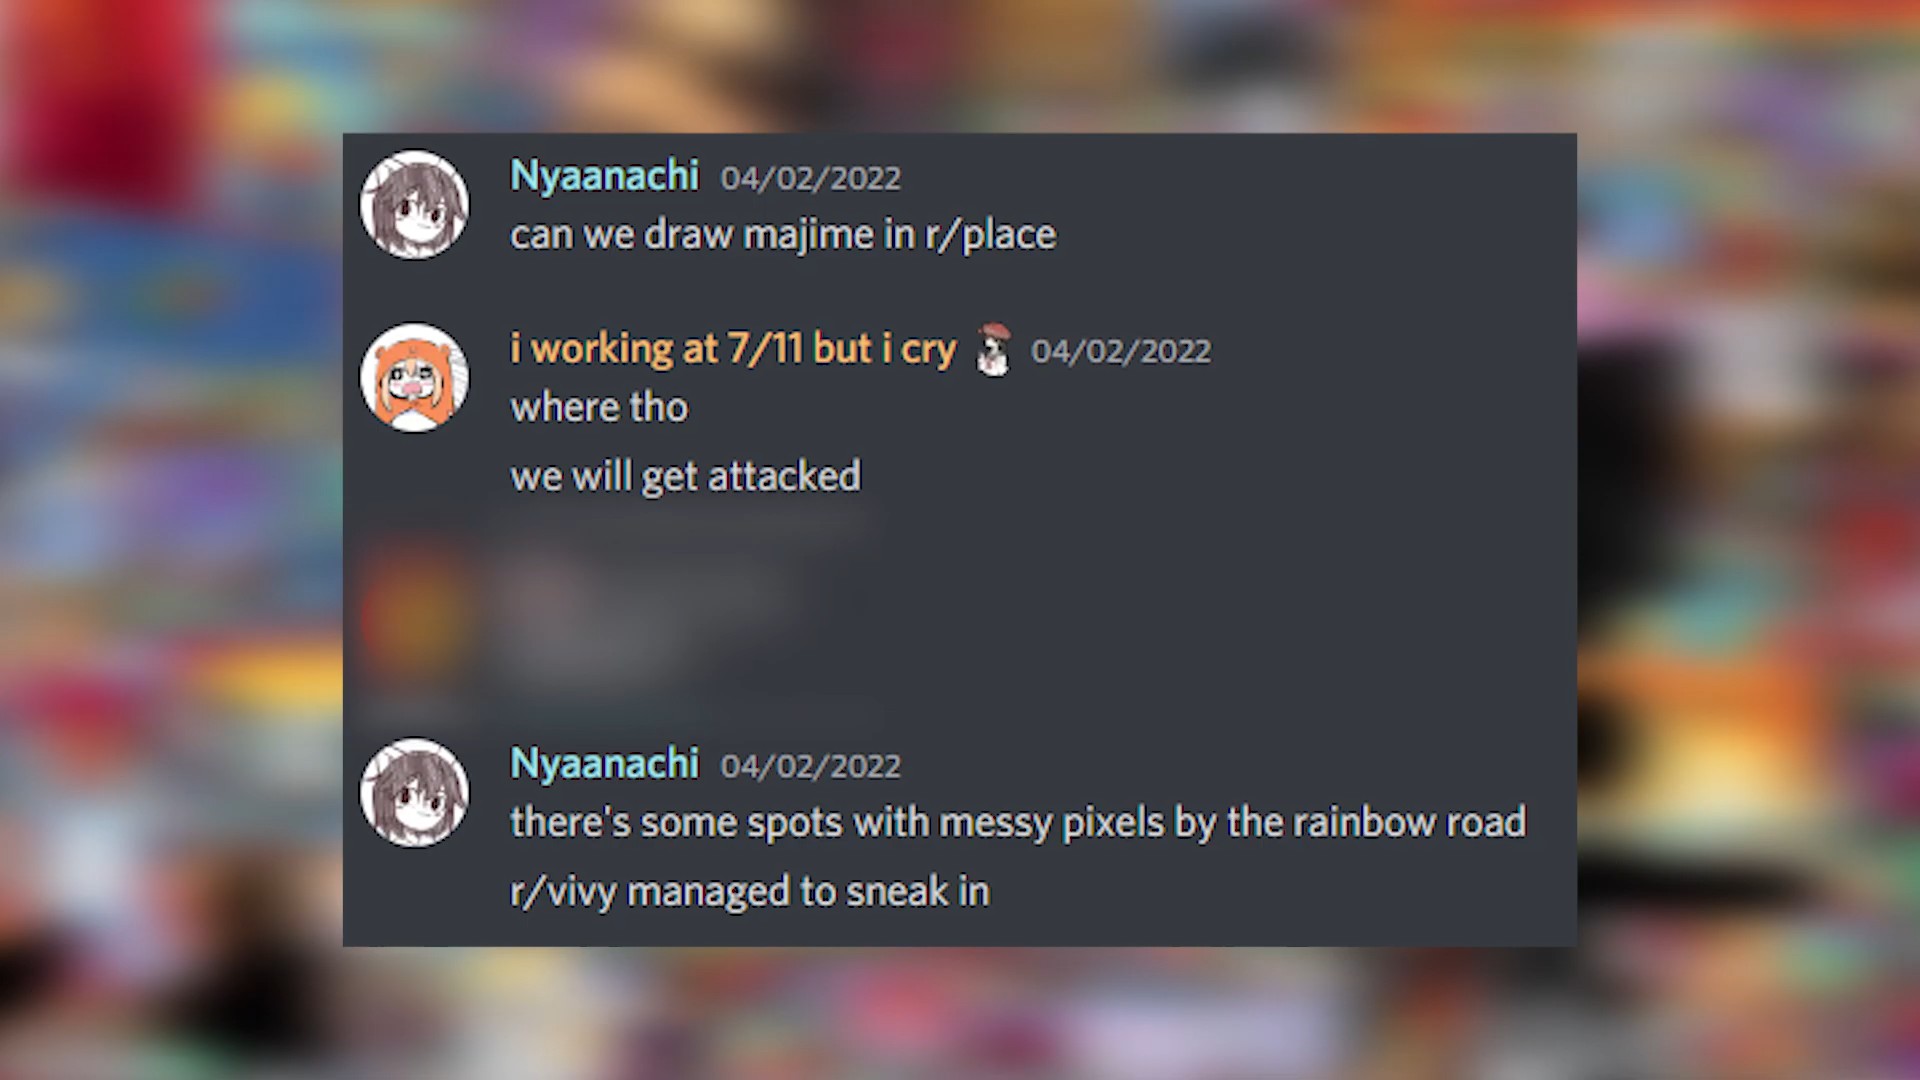 Nyaanachi 04/02/2022
can we draw majime in r/place
i working at 7/11 but i cry 04/02/2022
where tho
we will get attacked
Nyaanachi 04/02/2022
there's some spots with messy pixels by the rainbow road
r/vivy managed to sneak in